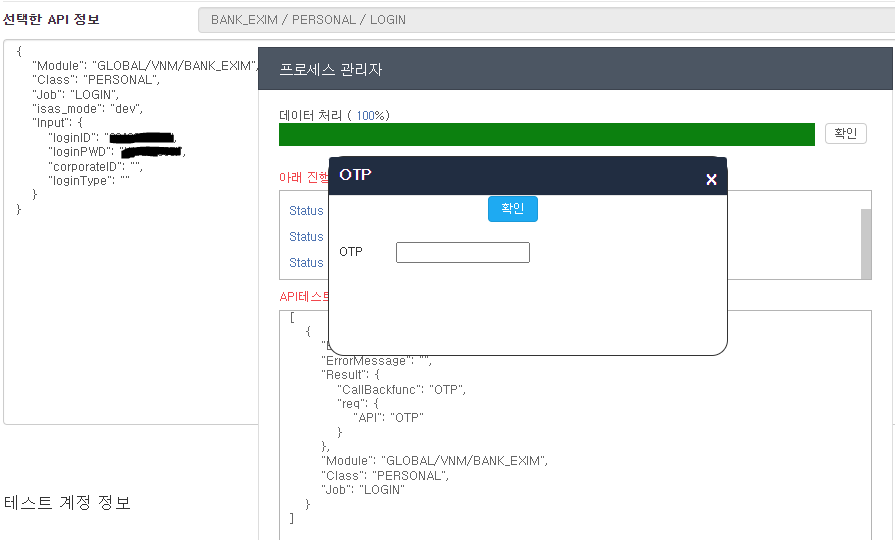 선택한 API 정보
BANK_EXIM / PERSONAL / LOGIN
{
"Module": "GLOBAL/VNM/BANK_EXIM",
"Class": "PERSONAL",
"Job": "LOGIN",
"isas_mode": "dev",
"Input": {
"loginID": "
"loginPWD": "
"corporateID": "",
"loginType": ""
}
}
프로세스 관리자
데이터 처리 ( 100%)
확인
아래 진행
Status
Status
Status
OTP
x
확인
OTP
API테스트
[
{
"ErrorMessage": "",
"Result": {
"CallBackfunc": "OTP",
"req": {
"API": "OTP"
}
},
"Module": "GLOBAL/VNM/BANK_EXIM",
"Class": "PERSONAL",
"Job": "LOGIN"
}
]
테스트 계정 정보